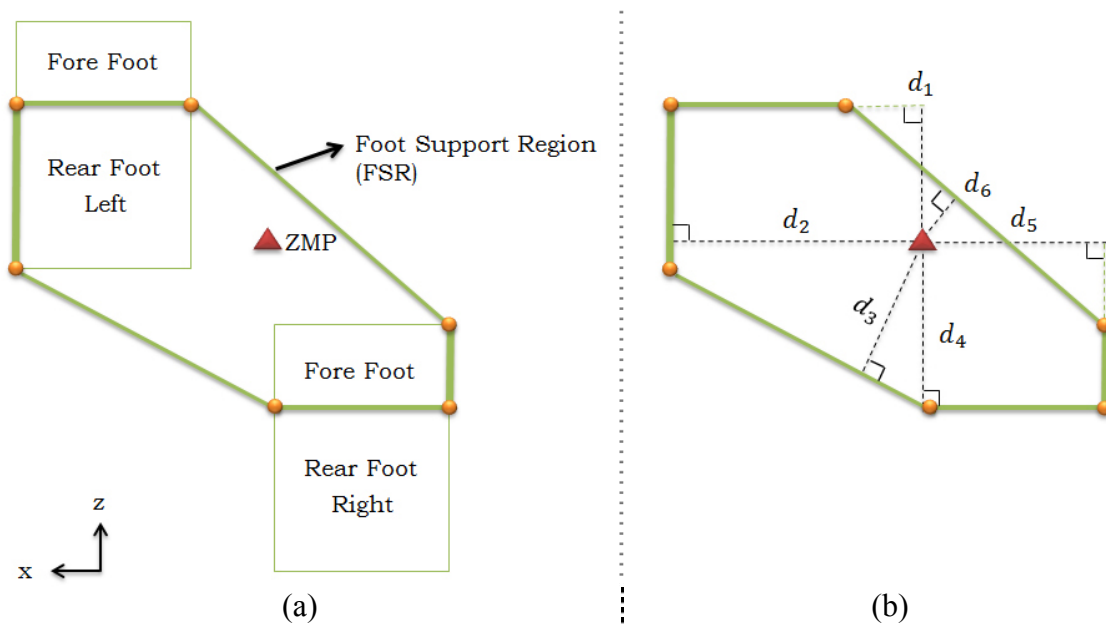 Fore Foot
Rear Foot
Left
Foot Support Region
(FSR)
ZMP
Fore Foot
Rear Foot
Right
z
x
(a)
d₁
d₆
d₂
d₅
d₃
d₄
(b)